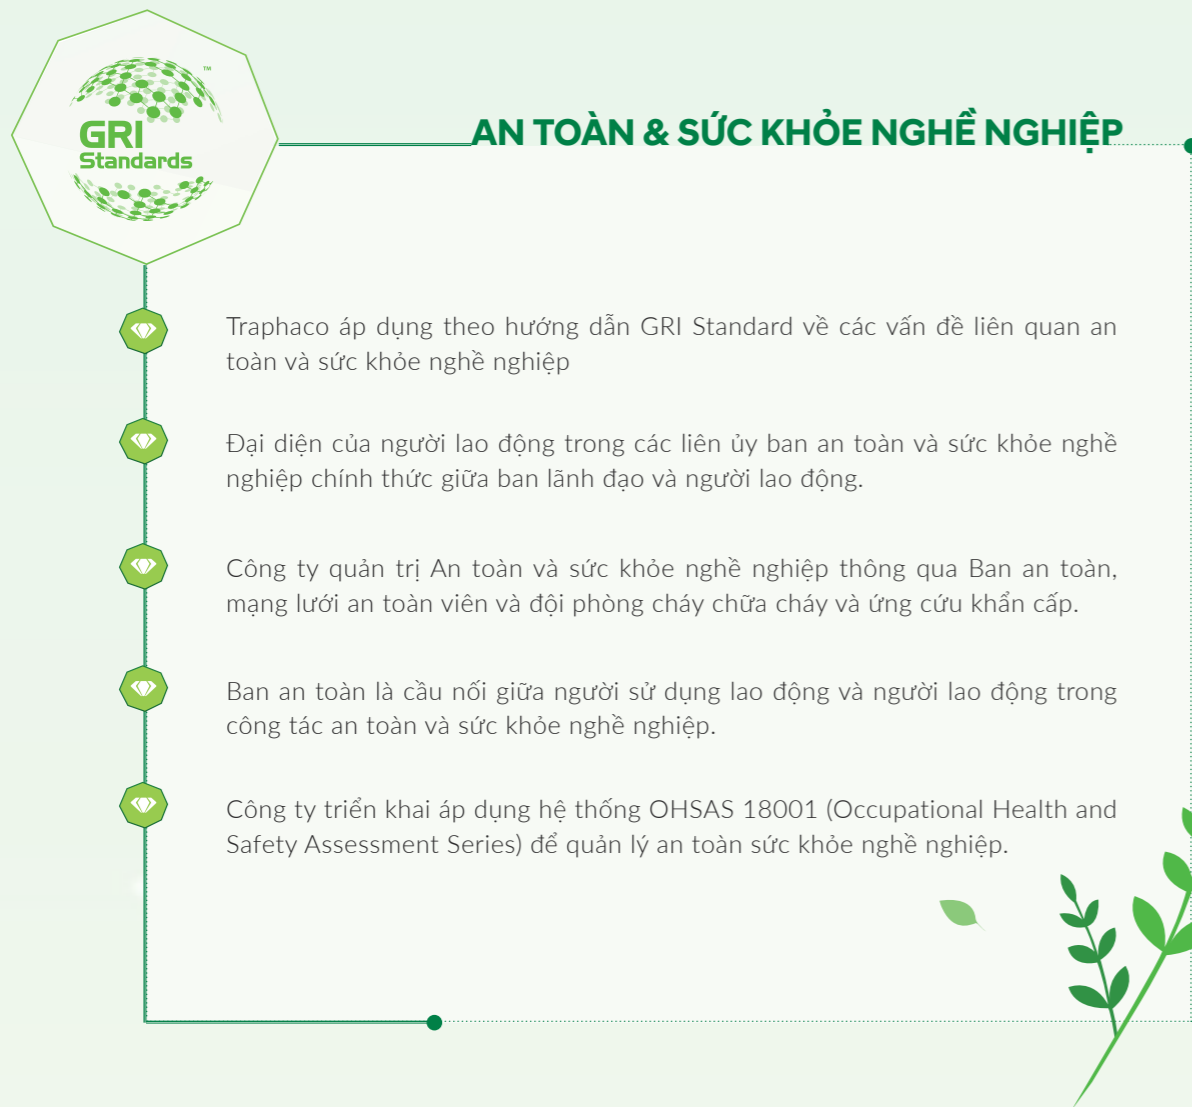 GRI
Standards
™
AN TOÀN & SỨC KHỎE NGHỀ NGHIỆP
Traphaco áp dụng theo hướng dẫn GRI Standard về các vấn đề liên quan an
toàn và sức khỏe nghề nghiệp
Đại diện của người lao động trong các liên ủy ban an toàn và sức khỏe nghề
nghiệp chính thức giữa ban lãnh đạo và người lao động.
Công ty quản trị An toàn và sức khỏe nghề nghiệp thông qua Ban an toàn,
mạng lưới an toàn viên và đội phòng cháy chữa cháy và ứng cứu khẩn cấp.
Ban an toàn là cầu nối giữa người sử dụng lao động và người lao động trong
công tác an toàn và sức khỏe nghề nghiệp.
Công ty triển khai áp dụng hệ thống OHSAS 18001 (Occupational Health and
Safety Assessment Series) để quản lý an toàn sức khỏe nghề nghiệp.